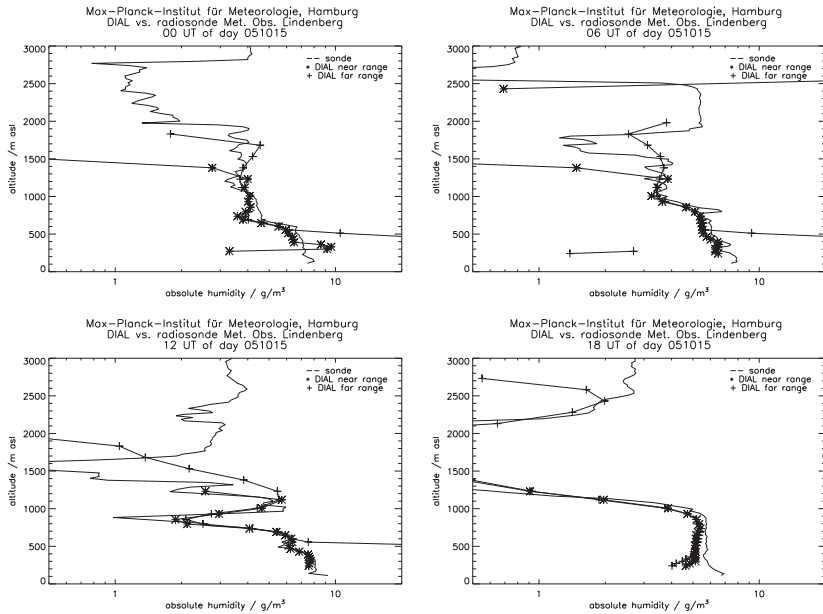 Max-Planck-Institut für Meteorologie, Hamburg
DIAL vs. radiosonde Met. Obs. Lindenberg
00 UT of day 051015
3000
2500
2000
1500
1000
500
0
altitude /m asl
— sonde
* DIAL near range
+ DIAL far range
1
10
absolute humidity / g/m³
Max-Planck-Institut für Meteorologie, Hamburg
DIAL vs. radiosonde Met. Obs. Lindenberg
06 UT of day 051015
3000
2500
2000
1500
1000
500
0
altitude /m asl
— sonde
* DIAL near range
+ DIAL far range
1
10
absolute humidity / g/m³
Max-Planck-Institut für Meteorologie, Hamburg
DIAL vs. radiosonde Met. Obs. Lindenberg
12 UT of day 051015
3000
2500
2000
1500
1000
500
0
altitude /m asl
— sonde
* DIAL near range
+ DIAL far range
1
10
absolute humidity / g/m³
Max-Planck-Institut für Meteorologie, Hamburg
DIAL vs. radiosonde Met. Obs. Lindenberg
18 UT of day 051015
3000
2500
2000
1500
1000
500
0
altitude /m asl
— sonde
* DIAL near range
+ DIAL far range
1
10
absolute humidity / g/m³